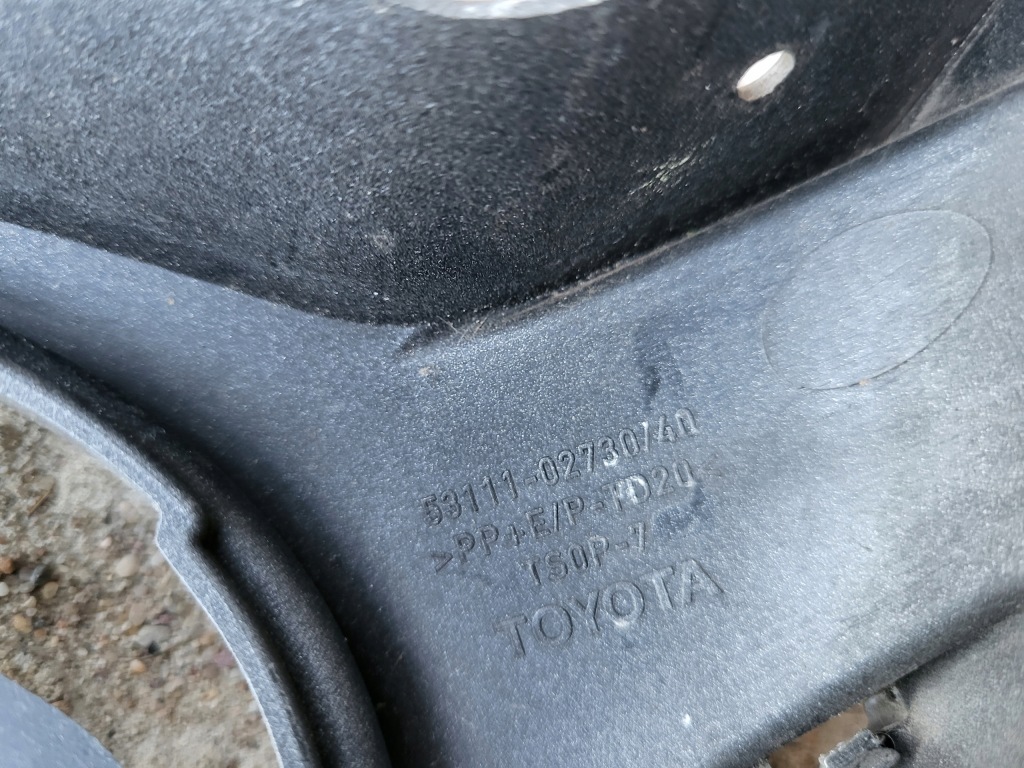 53111-02730/40
>PP+E/P-TD20
TSOP-7
TOYOTA